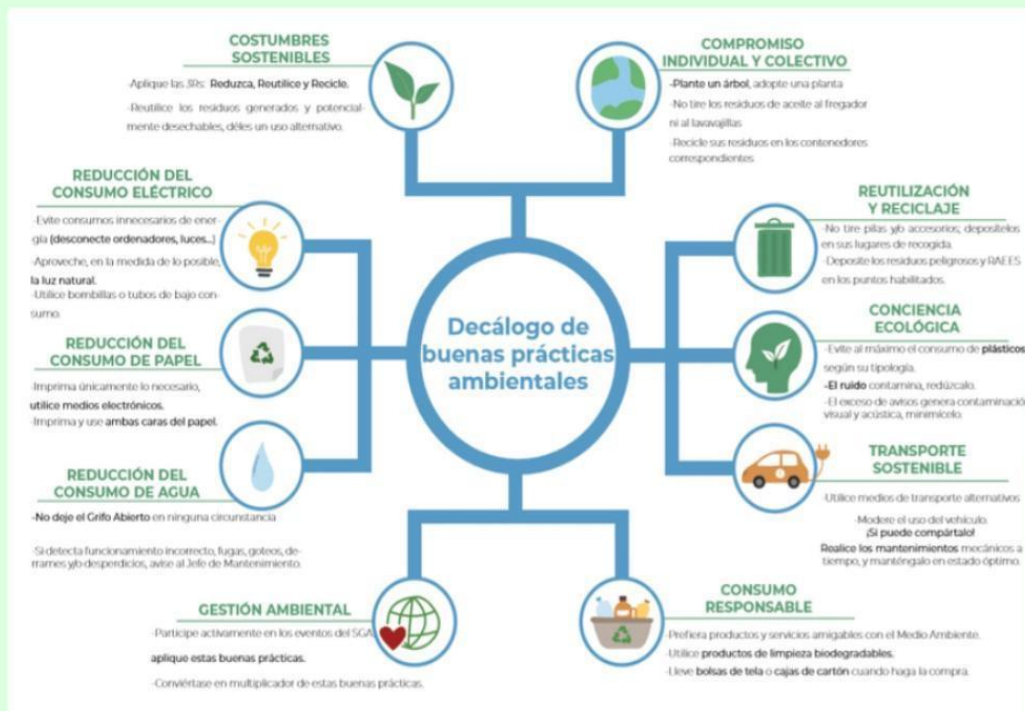 COSTUMBRES
SOSTENIBLES
-Aplique las 3Rs: Reduzca, Reutilice y Recicle.
-Reutilice los residuos generados y potencial-
mente desechables, déles un uso alternativo.
COMPROMISO
INDIVIDUAL Y COLECTIVO
-Plante un árbol, adopte una planta
-No tire los residuos de aceite al fregador
ni al lavavajillas
-Recicle sus residuos en los contenedores
correspondientes
REDUCCIÓN DEL
CONSUMO ELÉCTRICO
-Evite consumos innecesarios de ener-
gía (desconecte ordenadores, luces...)
-Aproveche, en la medida de lo posible,
la luz natural.
-Utilice bombillas o tubos de bajo con-
sumo.
REUTILIZACIÓN
Y RECICLAJE
-No tire pilas y/o accesorios; deposítelos
en sus lugares de recogida.
-Deposite los residuos peligrosos y RAEES
en los puntos habilitados.
REDUCCIÓN DEL
CONSUMO DE PAPEL
-Imprima únicamente lo necesario,
utilice medios electrónicos.
-Imprima y use ambas caras del papel.
Decálogo de
buenas prácticas
ambientales
CONCIENCIA
ECOLÓGICA
-Evite al máximo el consumo de plásticos
según su tipología.
-El ruido contamina, redúzcalo.
-El exceso de avisos genera contaminació
visual y acústica, minimícelo.
REDUCCIÓN DEL
CONSUMO DE AGUA
-No deje el Grifo Abierto en ninguna circunstancia
-Si detecta funcionamiento incorrecto, fugas, goteos, de-
rrames y/o desperdicios, avise al Jefe de Mantenimiento.
TRANSPORTE
SOSTENIBLE
-Utilice medios de transporte alternativos
-Modere el uso del vehículo.
¡Si puede compártalo!
Realice los mantenimientos mecánicos a
tiempo, y manténgalo en estado óptimo.
GESTIÓN AMBIENTAL
-Participe activamente en los eventos del SGA,
aplique estas buenas prácticas.
-Conviértase en multiplicador de estas buenas prácticas.
CONSUMO
RESPONSABLE
-Prefiera productos y servicios amigables con el Medio Ambiente.
-Utilice productos de limpieza biodegradables.
-Lleve bolsas de tela o cajas de cartón cuando haga la compra.